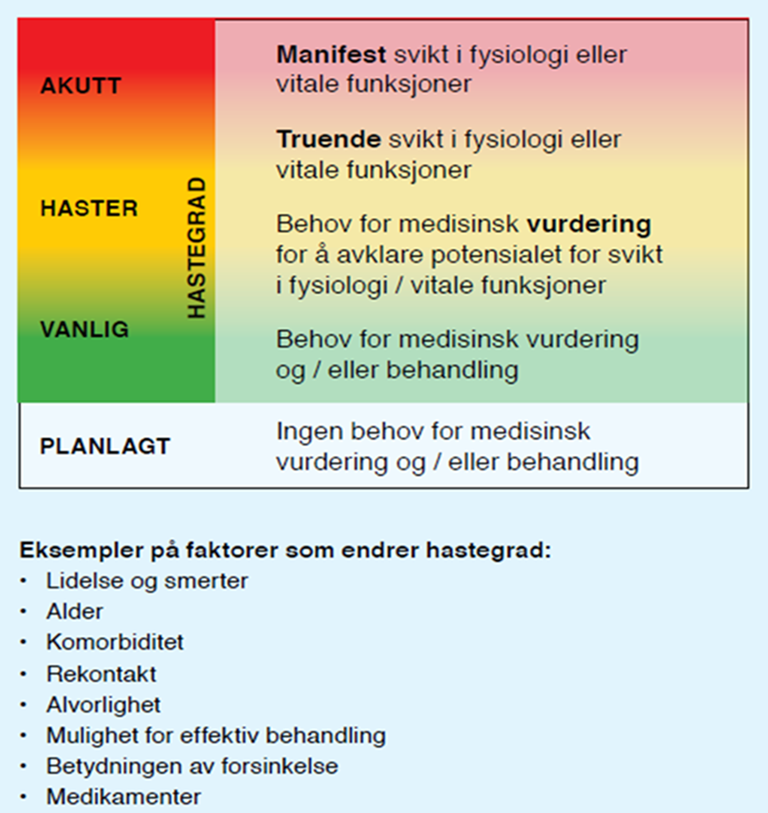 AKUTT
Manifest svikt i fysiologi eller
vitale funksjoner
Truende svikt i fysiologi eller
vitale funksjoner
HASTER
HASTEGRAD
Behov for medisinsk vurdering
for å avklare potensialet for svikt
i fysiologi / vitale funksjoner
VANLIG
Behov for medisinsk vurdering
og / eller behandling
PLANLAGT
Ingen behov for medisinsk
vurdering og / eller behandling
Eksempler på faktorer som endrer hastegrad:
• Lidelse og smerter
• Alder
• Komorbiditet
• Rekontakt
• Alvorlighet
• Mulighet for effektiv behandling
• Betydningen av forsinkelse
• Medikamenter